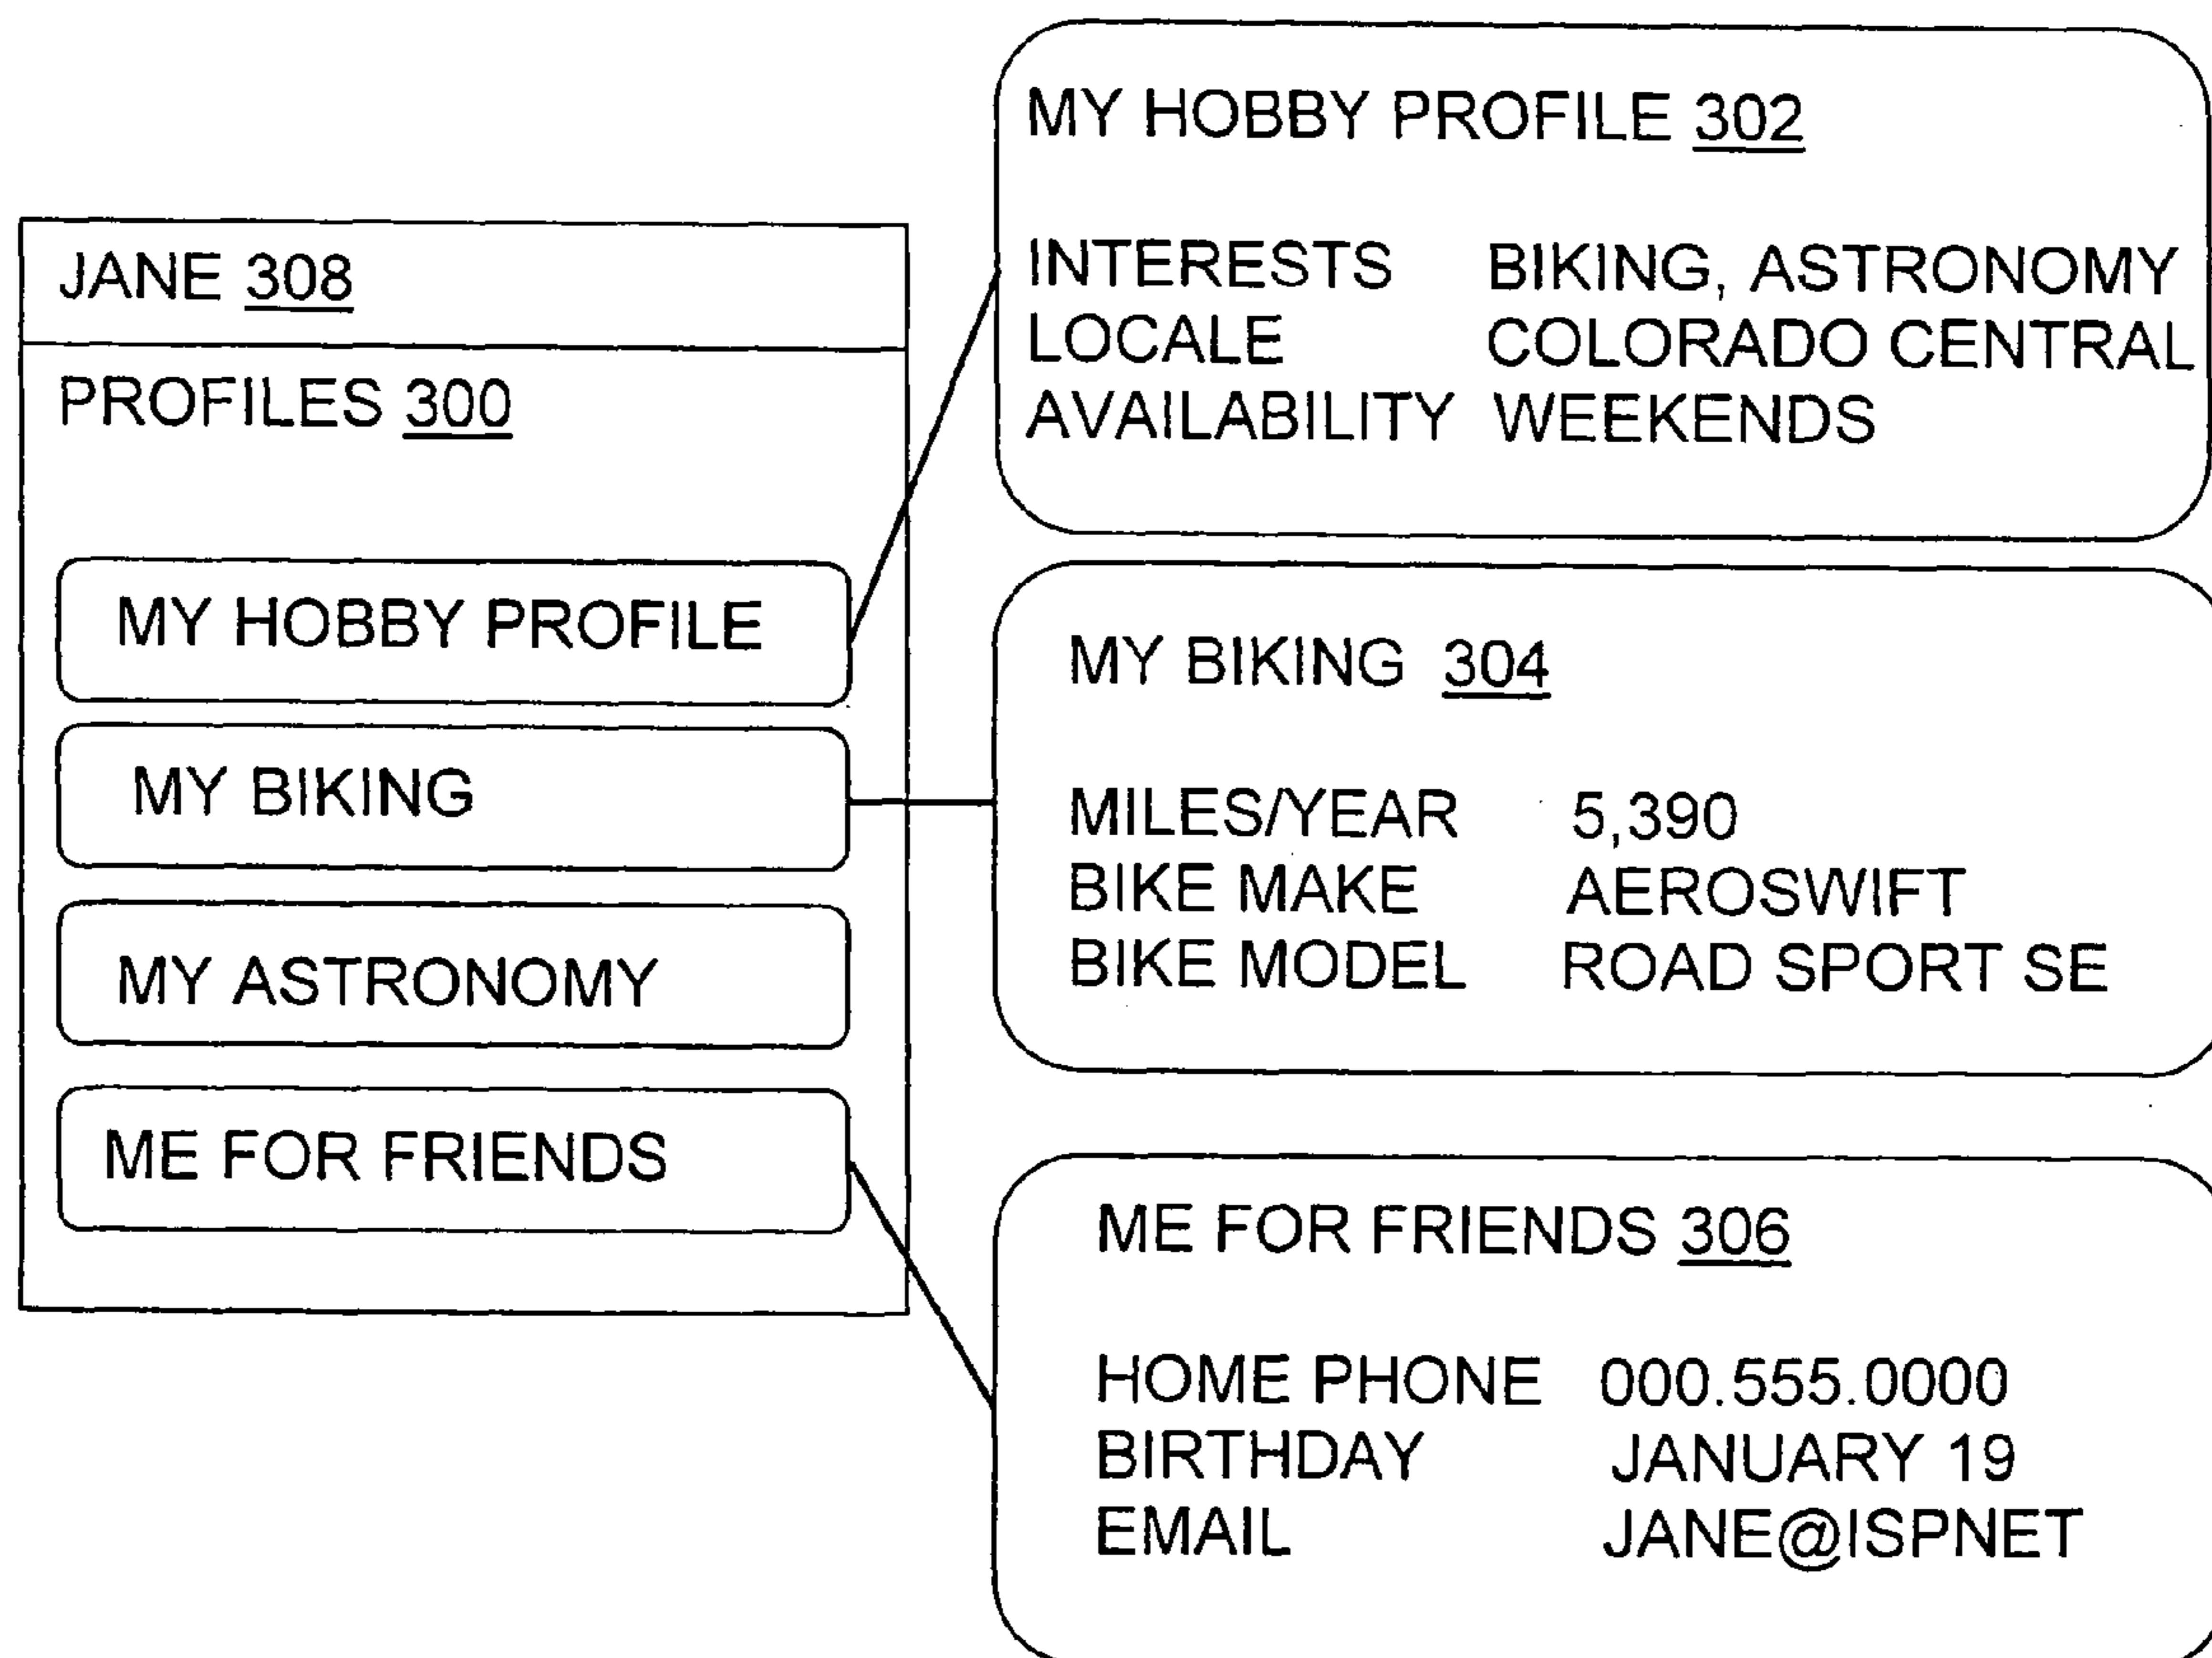 JANE 308
PROFILES 300
MY HOBBY PROFILE
MY BIKING
MY ASTRONOMY
ME FOR FRIENDS
MY HOBBY PROFILE 302
INTERESTS BIKING, ASTRONOMY
LOCALE COLORADO CENTRAL
AVAILABILITY WEEKENDS
MY BIKING 304
MILES/YEAR 5,390
BIKE MAKE AEROSWIFT
BIKE MODEL ROAD SPORT SE
ME FOR FRIENDS 306
HOME PHONE 000.555.0000
BIRTHDAY JANUARY 19
EMAIL JANE@ISPNET